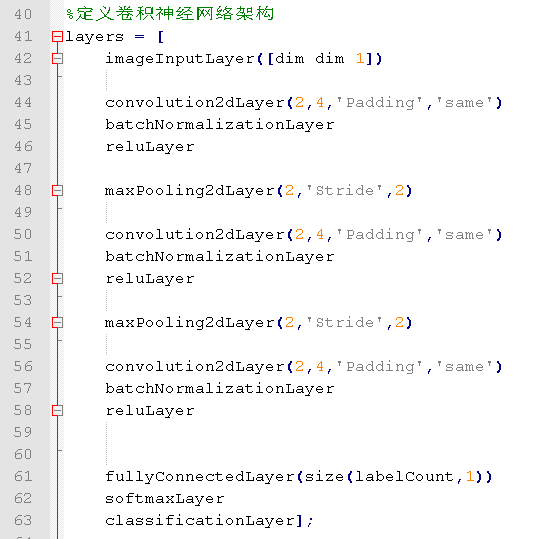 40 %定义卷积神经网络架构
41 layers = [
42 imageInputLayer([dim dim 1])
43
44 convolution2dLayer(2,4,'Padding','same')
45 batchNormalizationLayer
46 reluLayer
47
48 maxPooling2dLayer(2,'Stride',2)
49
50 convolution2dLayer(2,4,'Padding','same')
51 batchNormalizationLayer
52 reluLayer
53
54 maxPooling2dLayer(2,'Stride',2)
55
56 convolution2dLayer(2,4,'Padding','same')
57 batchNormalizationLayer
58 reluLayer
59
60
61 fullyConnectedLayer(size(labelCount,1))
62 softmaxLayer
63 classificationLayer];